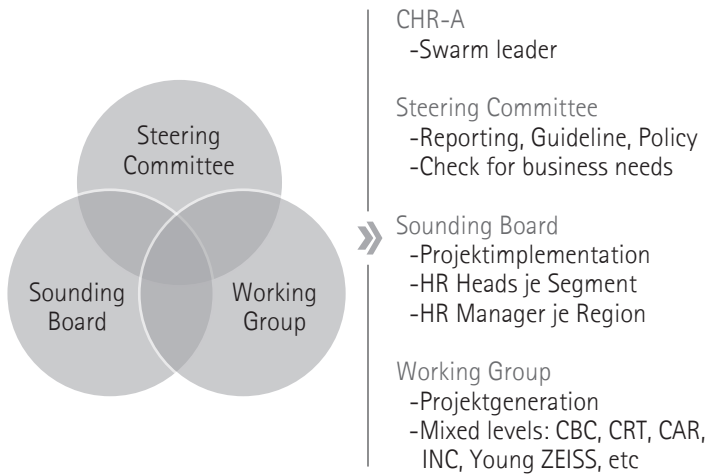 Steering
Committee
Sounding
Board
Working
Group
CHR-A
-Swarm leader
Steering Committee
-Reporting, Guideline, Policy
-Check for business needs
Sounding Board
-Projektimplementation
-HR Heads je Segment
-HR Manager je Region
Working Group
-Projektgeneration
-Mixed levels: CBC, CRT, CAR,
INC, Young ZEISS, etc